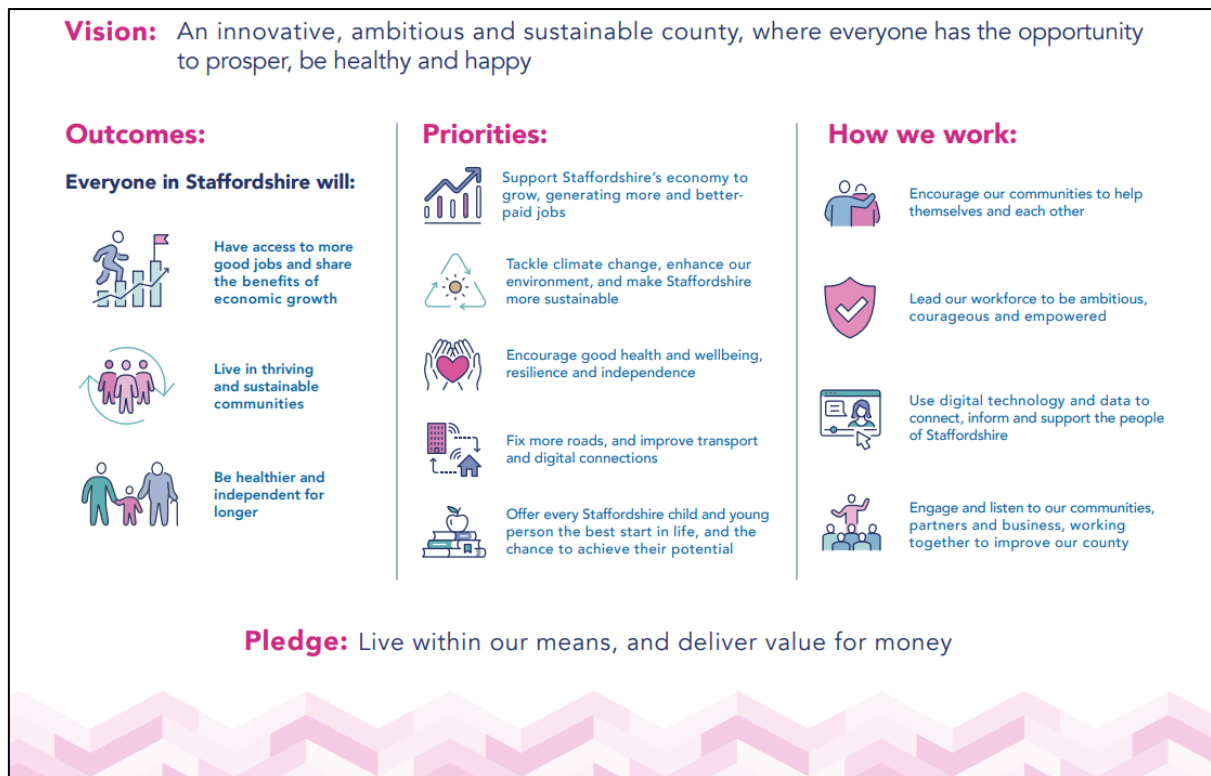 Vision: An innovative, ambitious and sustainable county, where everyone has the opportunity
to prosper, be healthy and happy
Outcomes:
Everyone in Staffordshire will:
Have access to more
good jobs and share
the benefits of
economic growth
Live in thriving
and sustainable
communities
Be healthier and
independent for
longer
Priorities:
Support Staffordshire's economy to
grow, generating more and better-
paid jobs
Tackle climate change, enhance our
environment, and make Staffordshire
more sustainable
Encourage good health and wellbeing,
resilience and independence
Fix more roads, and improve transport
and digital connections
Offer every Staffordshire child and young
person the best start in life, and the
chance to achieve their potential
How we work:
Encourage our communities to help
themselves and each other
Lead our workforce to be ambitious,
courageous and empowered
Use digital technology and data to
connect, inform and support the people
of Staffordshire
Engage and listen to our communities,
partners and business, working
together to improve our county
Pledge: Live within our means, and deliver value for money